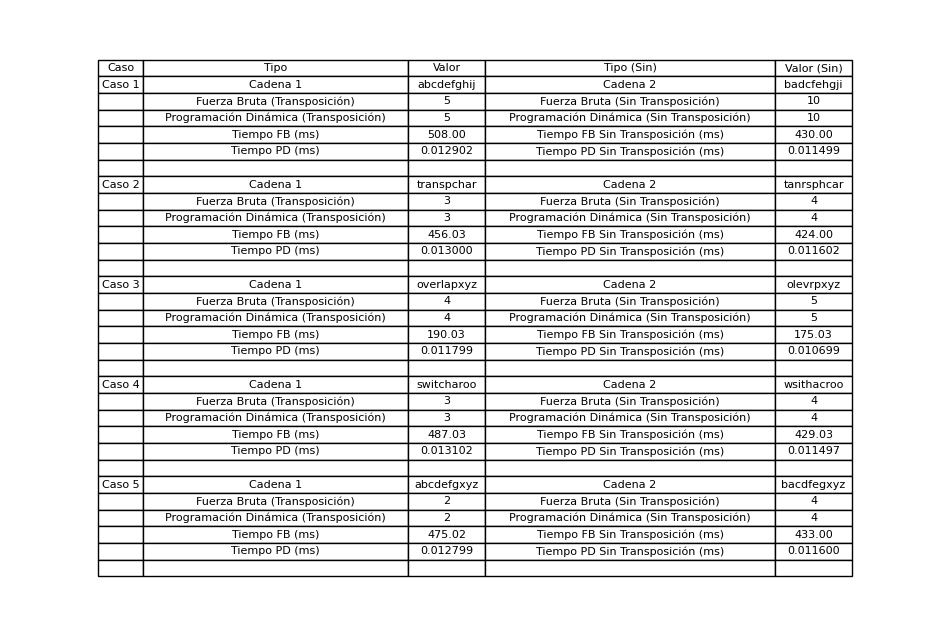 Caso Tipo Valor Tipo (Sin) Valor (Sin)
Caso 1 Cadena 1 abcdefghij Cadena 2 badcfehgji
Fuerza Bruta (Transposición) 5 Fuerza Bruta (Sin Transposición) 10
Programación Dinámica (Transposición) 5 Programación Dinámica (Sin Transposición) 10
Tiempo FB (ms) 508.00 Tiempo FB Sin Transposición (ms) 430.00
Tiempo PD (ms) 0.012902 Tiempo PD Sin Transposición (ms) 0.011499
Caso 2 Cadena 1 transpchar Cadena 2 tanrsphcar
Fuerza Bruta (Transposición) 3 Fuerza Bruta (Sin Transposición) 4
Programación Dinámica (Transposición) 3 Programación Dinámica (Sin Transposición) 4
Tiempo FB (ms) 456.03 Tiempo FB Sin Transposición (ms) 424.00
Tiempo PD (ms) 0.013000 Tiempo PD Sin Transposición (ms) 0.011602
Caso 3 Cadena 1 overlapxyz Cadena 2 olevrpxyz
Fuerza Bruta (Transposición) 4 Fuerza Bruta (Sin Transposición) 5
Programación Dinámica (Transposición) 4 Programación Dinámica (Sin Transposición) 5
Tiempo FB (ms) 190.03 Tiempo FB Sin Transposición (ms) 175.03
Tiempo PD (ms) 0.011799 Tiempo PD Sin Transposición (ms) 0.010699
Caso 4 Cadena 1 switcharoo Cadena 2 wsithacroo
Fuerza Bruta (Transposición) 3 Fuerza Bruta (Sin Transposición) 4
Programación Dinámica (Transposición) 3 Programación Dinámica (Sin Transposición) 4
Tiempo FB (ms) 487.03 Tiempo FB Sin Transposición (ms) 429.03
Tiempo PD (ms) 0.013102 Tiempo PD Sin Transposición (ms) 0.011497
Caso 5 Cadena 1 abcdefgxyz Cadena 2 bacdfegxyz
Fuerza Bruta (Transposición) 2 Fuerza Bruta (Sin Transposición) 4
Programación Dinámica (Transposición) 2 Programación Dinámica (Sin Transposición) 4
Tiempo FB (ms) 475.02 Tiempo FB Sin Transposición (ms) 433.00
Tiempo PD (ms) 0.012799 Tiempo PD Sin Transposición (ms) 0.011600